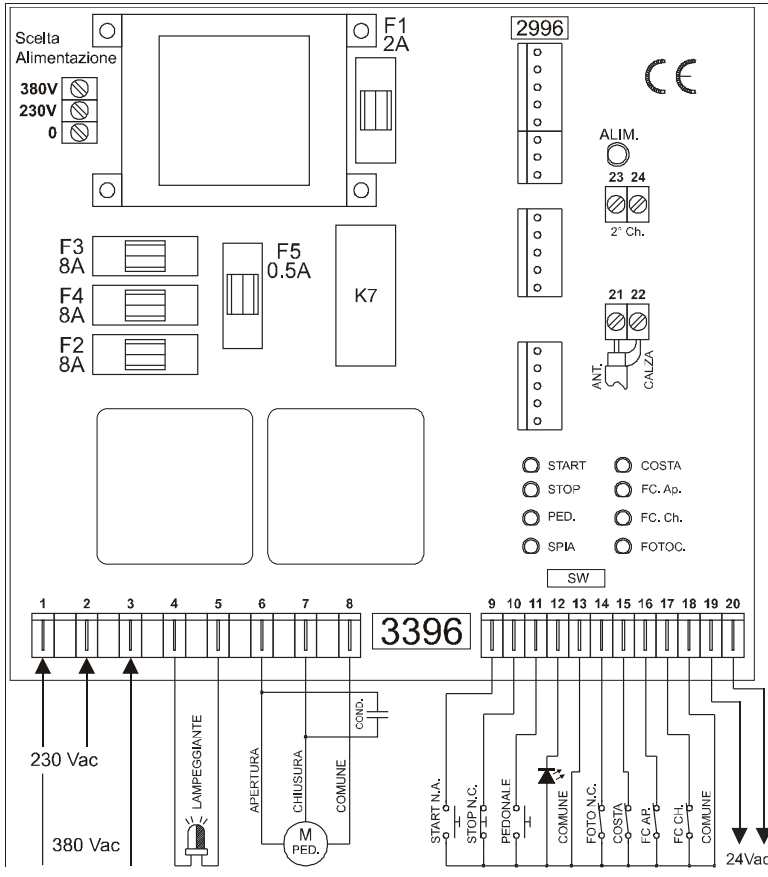 Scelta
Alimentazione
380V
230V
0
F1
2A
2996
CE
ALIM.
23 24
2° Ch.
F3
8A
F4
8A
F2
8A
F5
0.5A
K7
21 22
ANT.
CALZA
START
COSTA
STOP
FC. Ap.
PED.
FC. Ch.
SPIA
FOTOC.
SW
1 2 3 4 5 6 7 8
3396
9 10 11 12 13 14 15 16 17 18 19 20
230 Vac
380 Vac
LAMPEGGIANTE
APERTURA
CHIUSURA
COMUNE
COND.
M
PED.
START N.A.
STOP N.C.
PEDONALE
COMUNE
FOTO N.C.
COSTA
FC AP.
FC CH.
COMUNE
24Vac